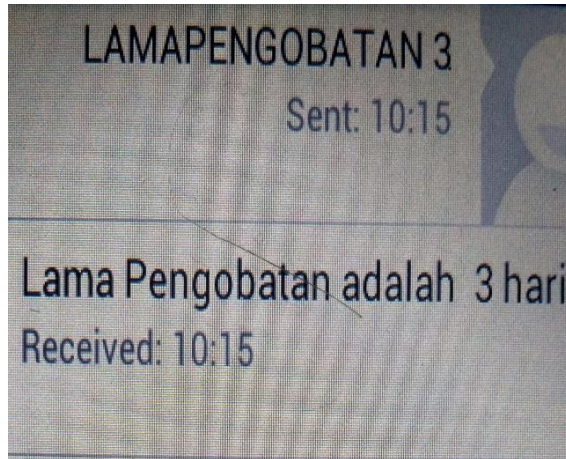 LAMAPENGOBATAN 3
Sent: 10:15
Lama Pengobatan adalah 3 hari
Received: 10:15